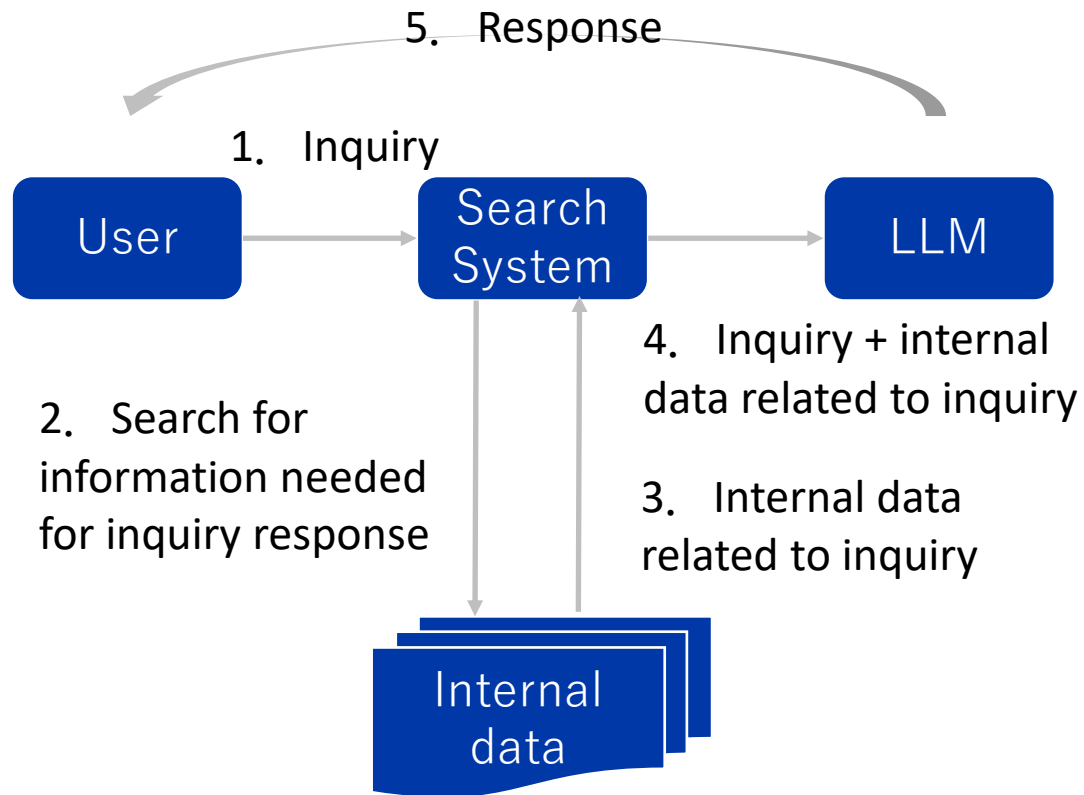 5. Response
1. Inquiry
User
Search
System
LLM
4. Inquiry + internal
data related to inquiry
2. Search for
information needed
for inquiry response
3. Internal data
related to inquiry
Internal
data